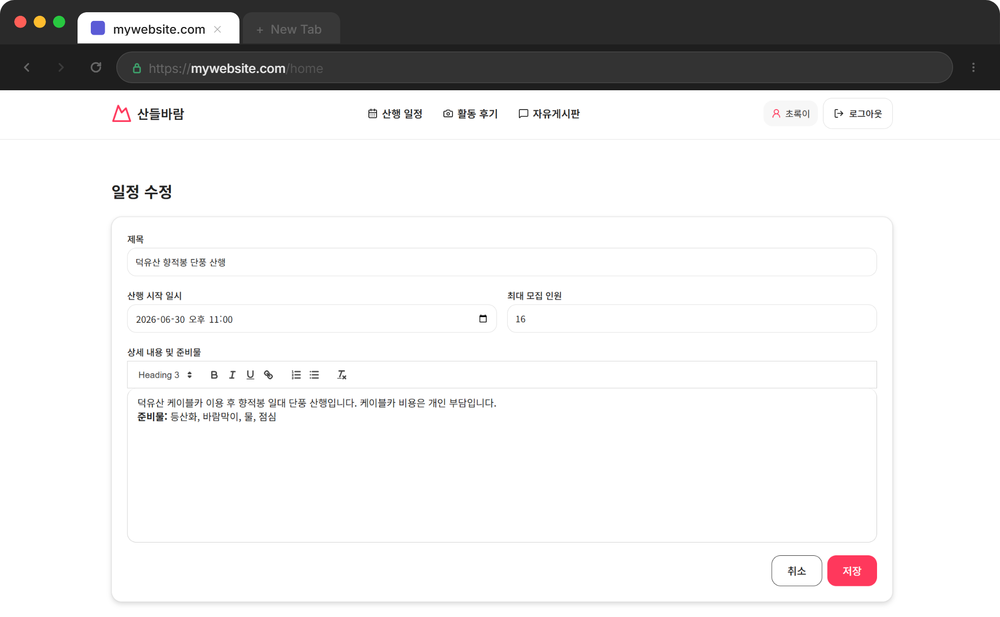 mywebsite.com
+ New Tab
https://mywebsite.com/home
산들바람
산행 일정
활동 후기
자유게시판
초록이
로그아웃
일정 수정
제목
덕유산 향적봉 단풍 산행
산행 시작 일시
최대 모집 인원
2026-06-30 오후 11:00
16
상세 내용 및 준비물
Heading 3
덕유산 케이블카 이용 후 향적봉 일대 단풍 산행입니다. 케이블카 비용은 개인 부담입니다.
준비물: 등산화, 바람막이, 물, 점심
취소
저장